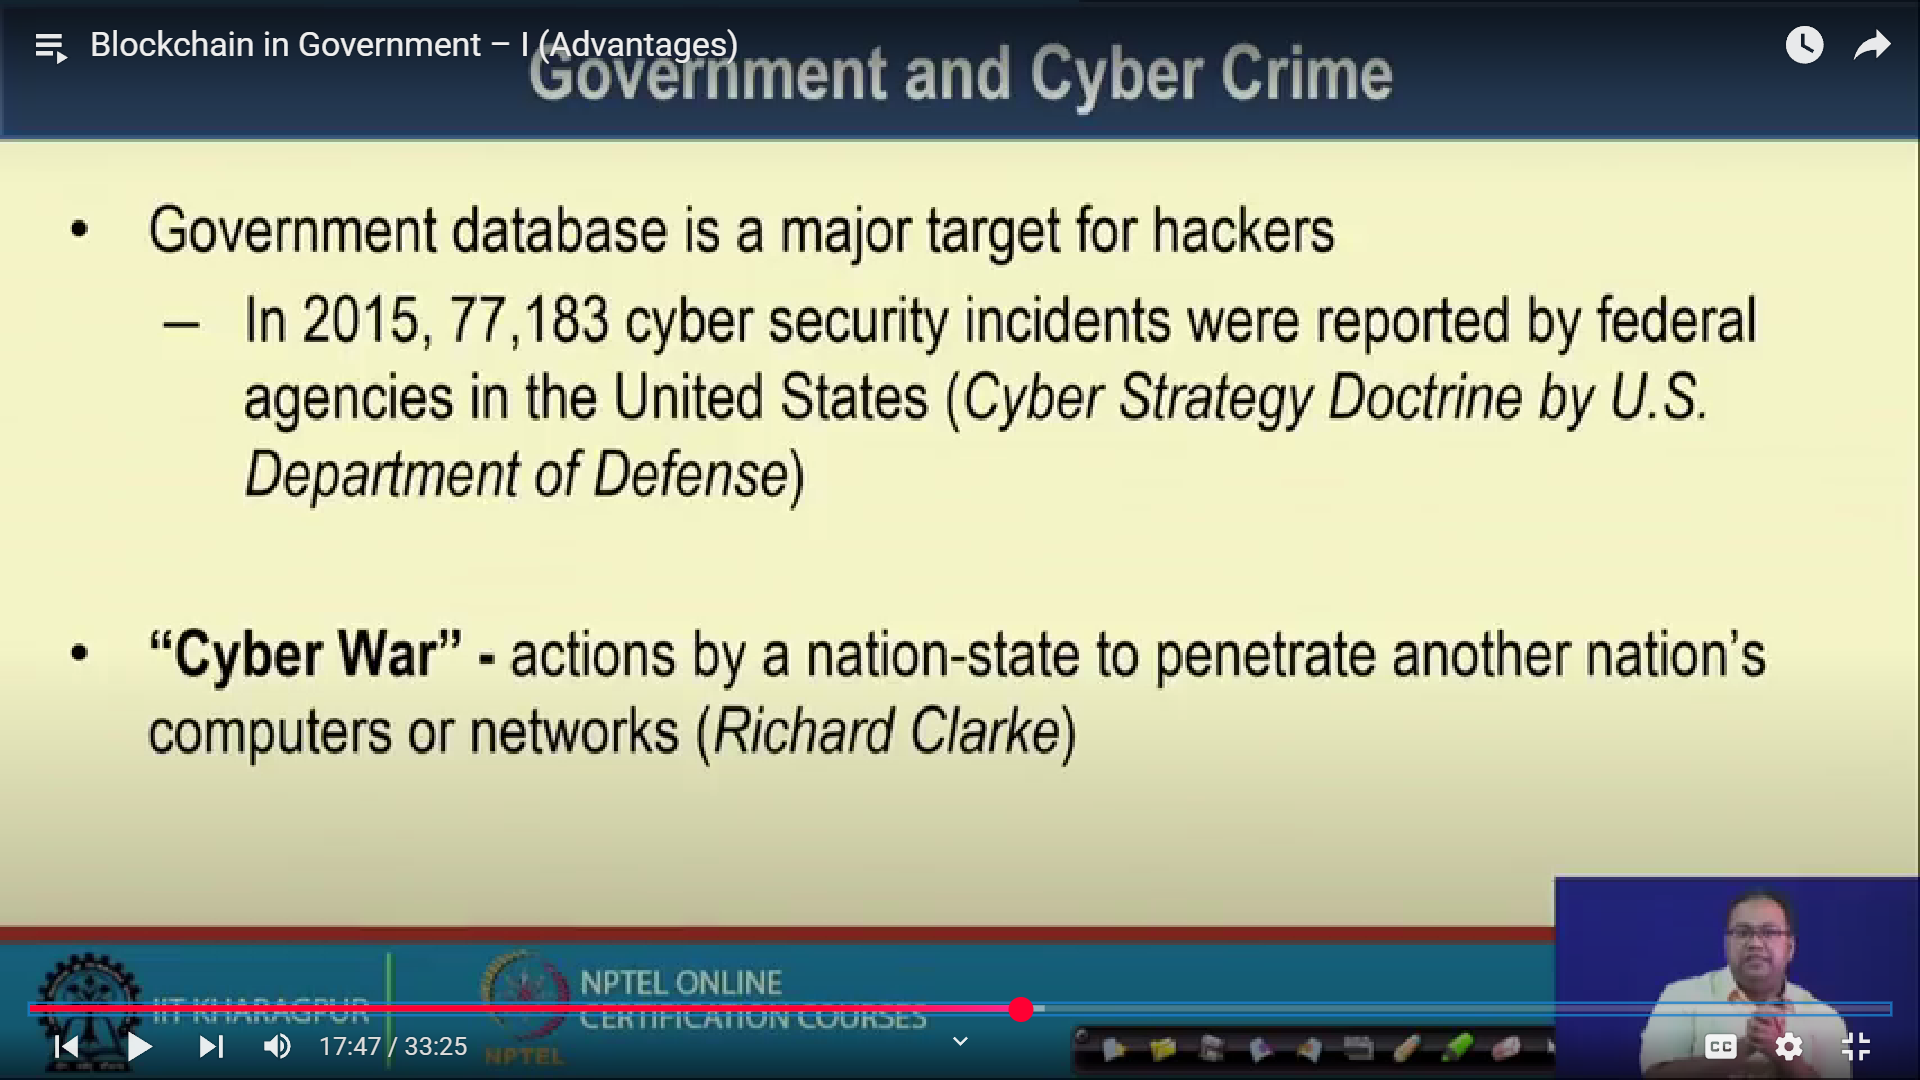 Blockchain in Government – I (Advantages)
Government and Cyber Crime
• Government database is a major target for hackers
– In 2015, 77,183 cyber security incidents were reported by federal
agencies in the United States (Cyber Strategy Doctrine by U.S.
Department of Defense)
• “Cyber War” - actions by a nation-state to penetrate another nation’s
computers or networks (Richard Clarke)
IIT KHARAGPUR
NPTEL ONLINE
CERTIFICATION COURSES
NPTEL
17:47 / 33:25
CC